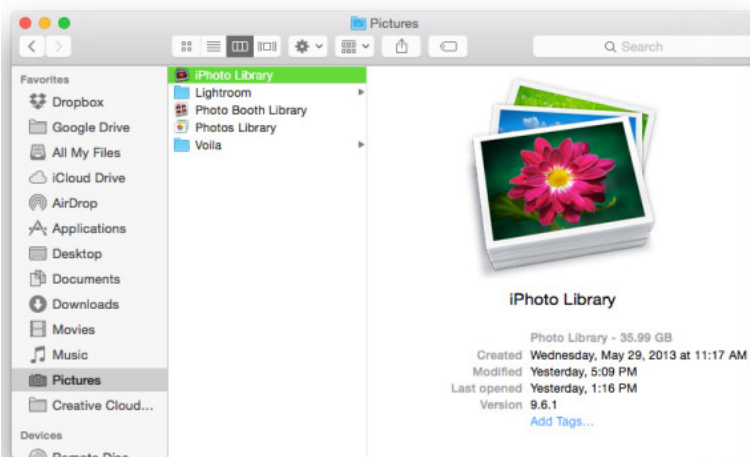 Pictures
Search
Favorites
Dropbox
Google Drive
All My Files
iCloud Drive
AirDrop
Applications
Desktop
Documents
Downloads
Movies
Music
Pictures
Creative Cloud...
Devices
Remote Disc
iPhoto Library
Lightroom
Photo Booth Library
Photos Library
Voila
iPhoto Library
Photo Library - 35.99 GB
Created Wednesday, May 29, 2013 at 11:17 AM
Modified Yesterday, 5:09 PM
Last opened Yesterday, 1:16 PM
Version 9.6.1
Add Tags...